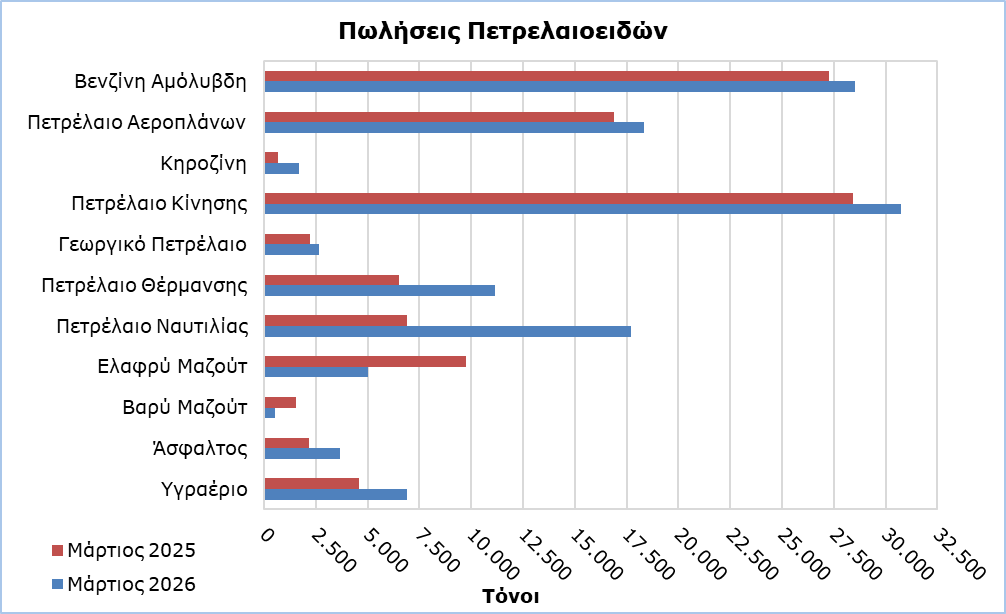 Πωλήσεις Πετρελαιοειδών
Βενζίνη Αμόλυβδη
Πετρέλαιο Αεροπλάνων
Κηροζίνη
Πετρέλαιο Κίνησης
Γεωργικό Πετρέλαιο
Πετρέλαιο Θέρμανσης
Πετρέλαιο Ναυτιλίας
Ελαφρύ Μαζούτ
Βαρύ Μαζούτ
Άσφαλτος
Υγραέριο
0 2.500 5.000 7.500 10.000 12.500 15.000 17.500 20.000 22.500 25.000 27.500 30.000 32.500
Τόνοι
Μάρτιος 2025
Μάρτιος 2026